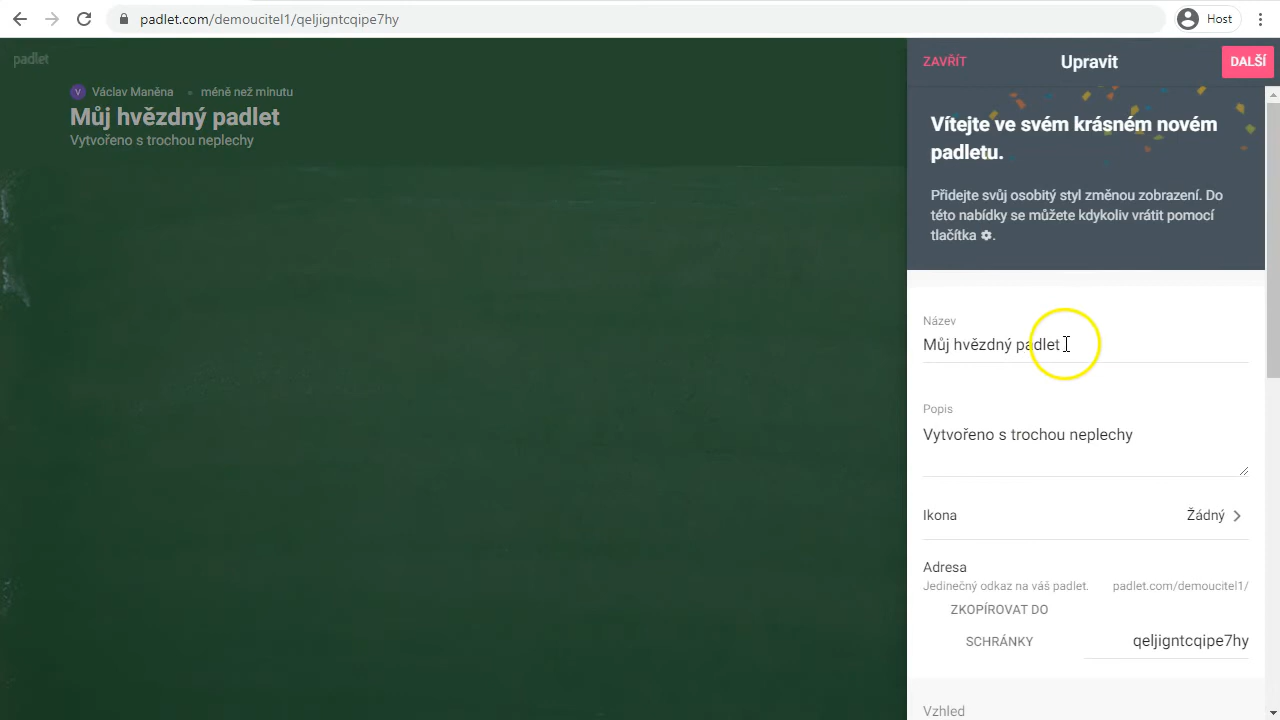 padlet.com/demoucitel1/qeljigntcqipe7hy
Host
padlet
V
Václav Maněna • méně než minutu
Můj hvězdný padlet
Vytvořeno s trochou neplechy
ZAVŘÍT
Upravit
DALŠÍ
Vítejte ve svém krásném novém
padletu.
Přidejte svůj osobitý styl změnou zobrazení. Do
této nabídky se můžete kdykoliv vrátit pomocí
tlačítka .
Název
Můj hvězdný padlet
Popis
Vytvořeno s trochou neplechy
Ikona
Žádný
Adresa
Jedinečný odkaz na váš padlet.
padlet.com/demoucitel1/
ZKOPÍROVAT DO
SCHRÁNKY
qeljigntcqipe7hy
Vzhled